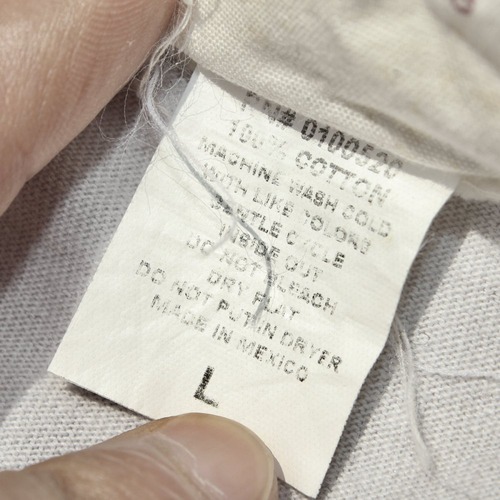 0100520
100% COTTON
MACHINE WASH COLD
WITH LIKE COLORS
GENTLE CYCLE
INSIDE OUT
DO NOT BLEACH
DRY FLAT
DO NOT PUT IN DRYER
MADE IN MEXICO
L